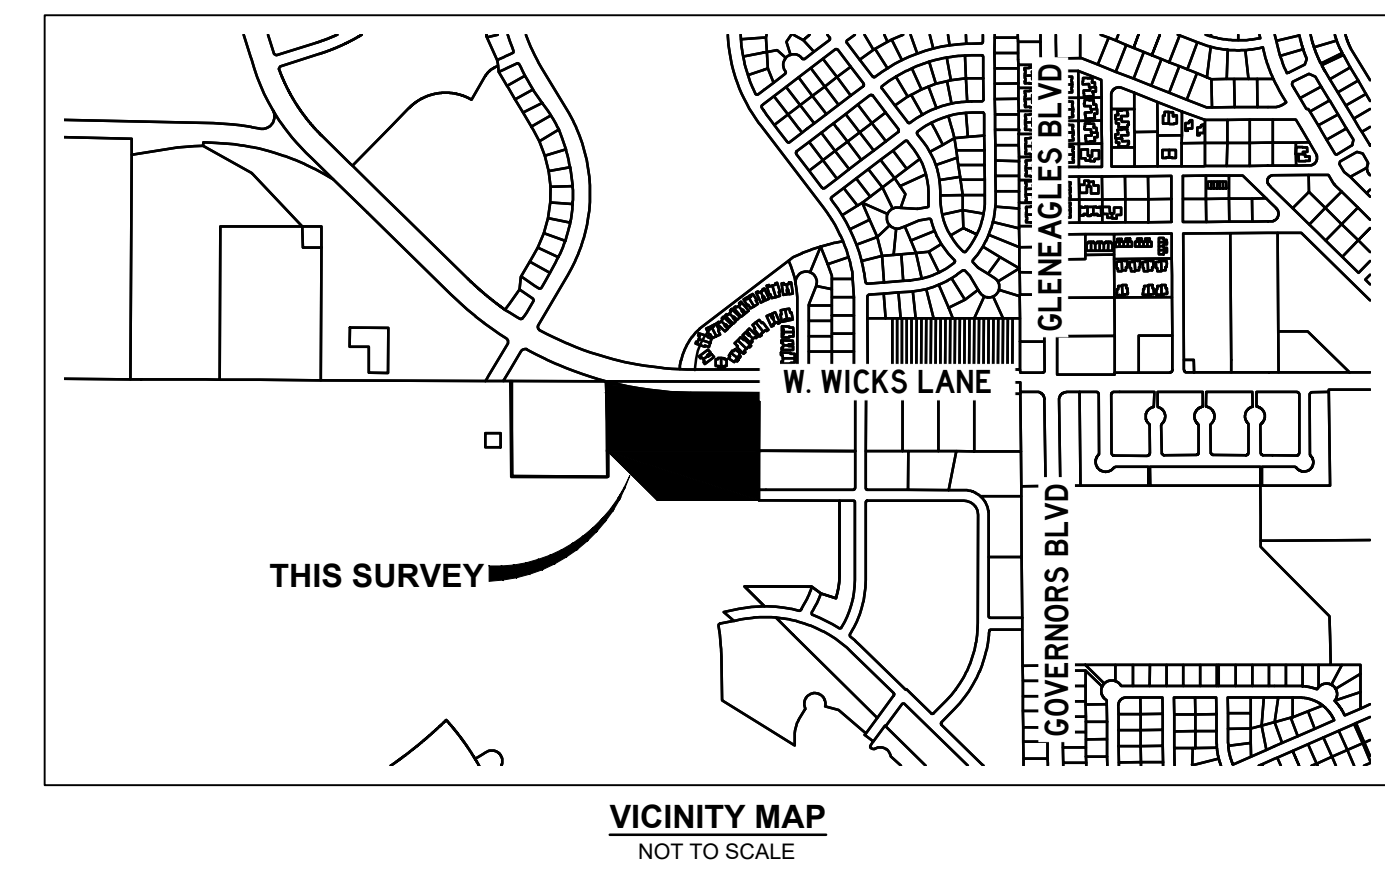 GLENEAGLES BLVD
W. WICKS LANE
THIS SURVEY
GOVERNORS BLVD
VICINITY MAP
NOT TO SCALE